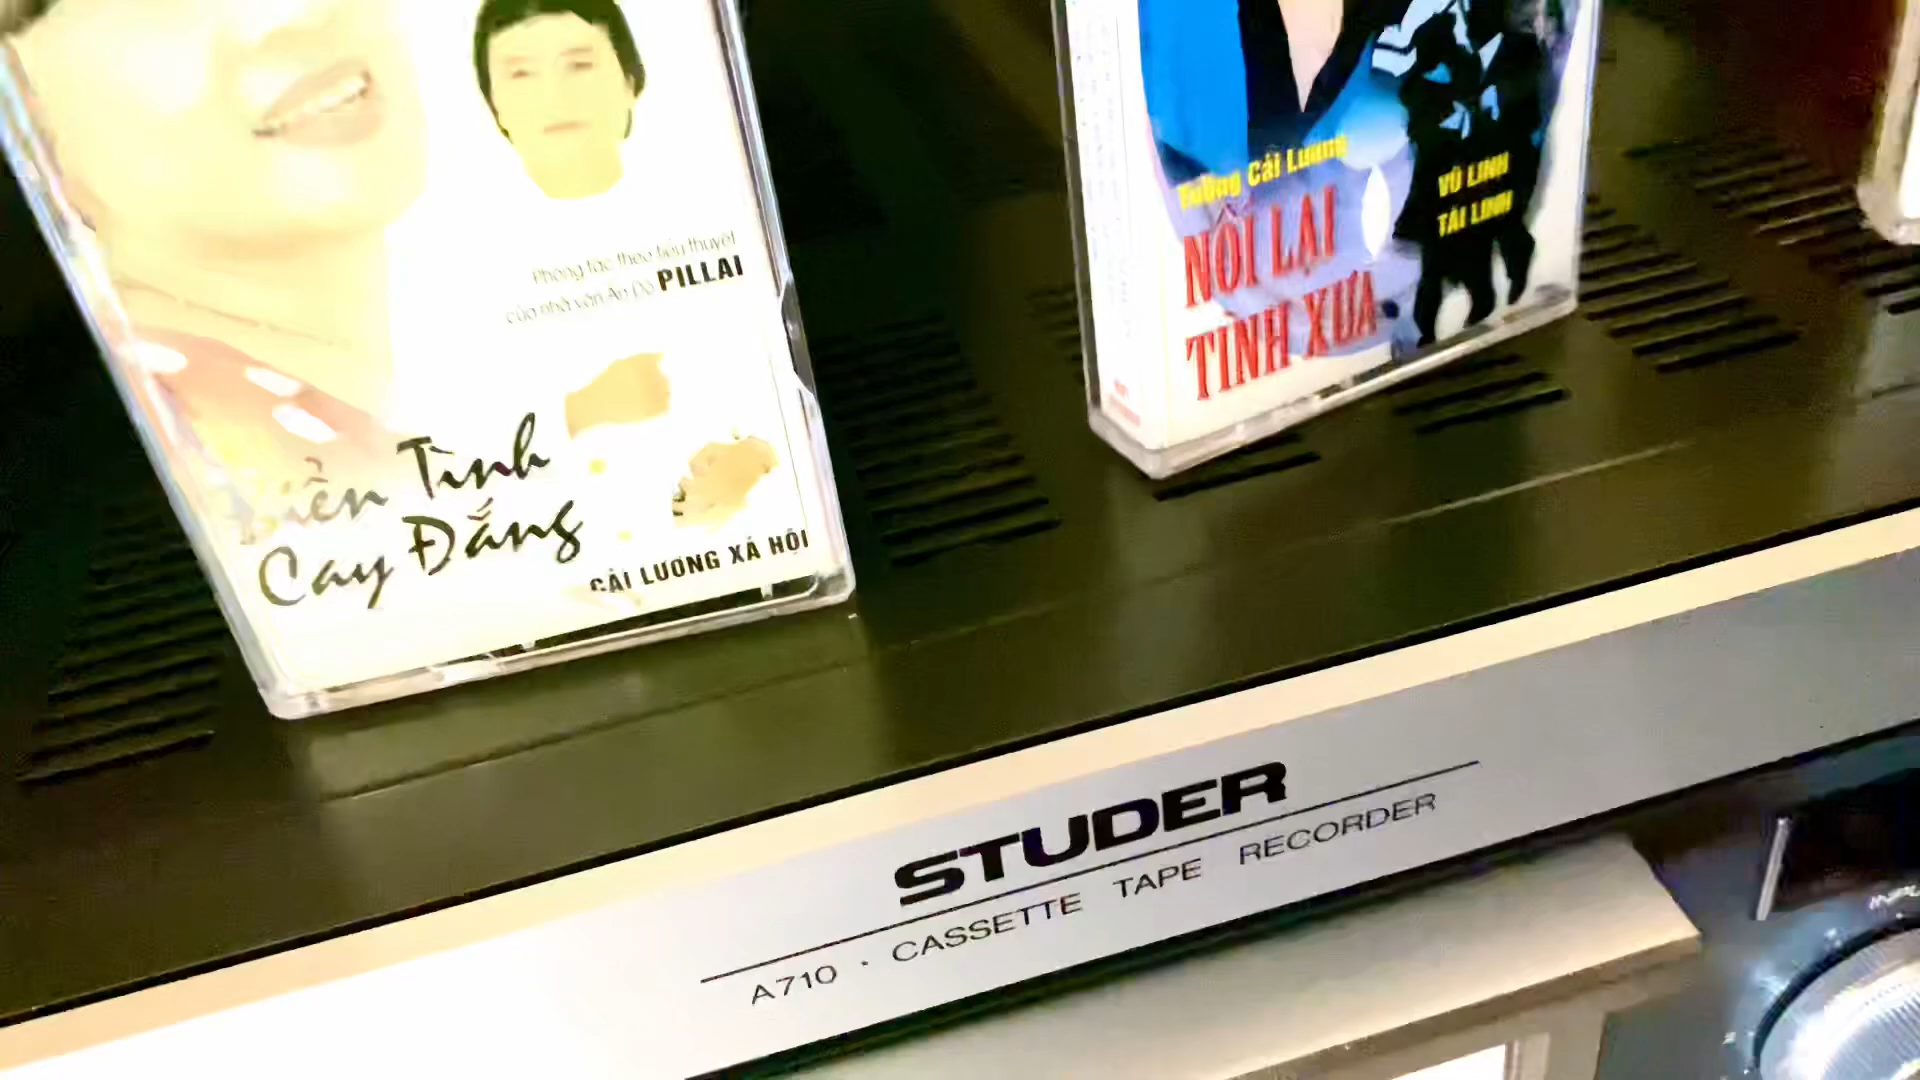 Phóng tác theo tiểu thuyết
của nhà văn Ấn Độ PILLAI
Tình
Cay Đắng
CẢI LƯƠNG XÃ HỘI
Tuồng Cải Lương
NỐI LẠI
TÌNH XƯA
VŨ LINH
TÀI LINH
STUDER
A710 · CASSETTE TAPE RECORDER